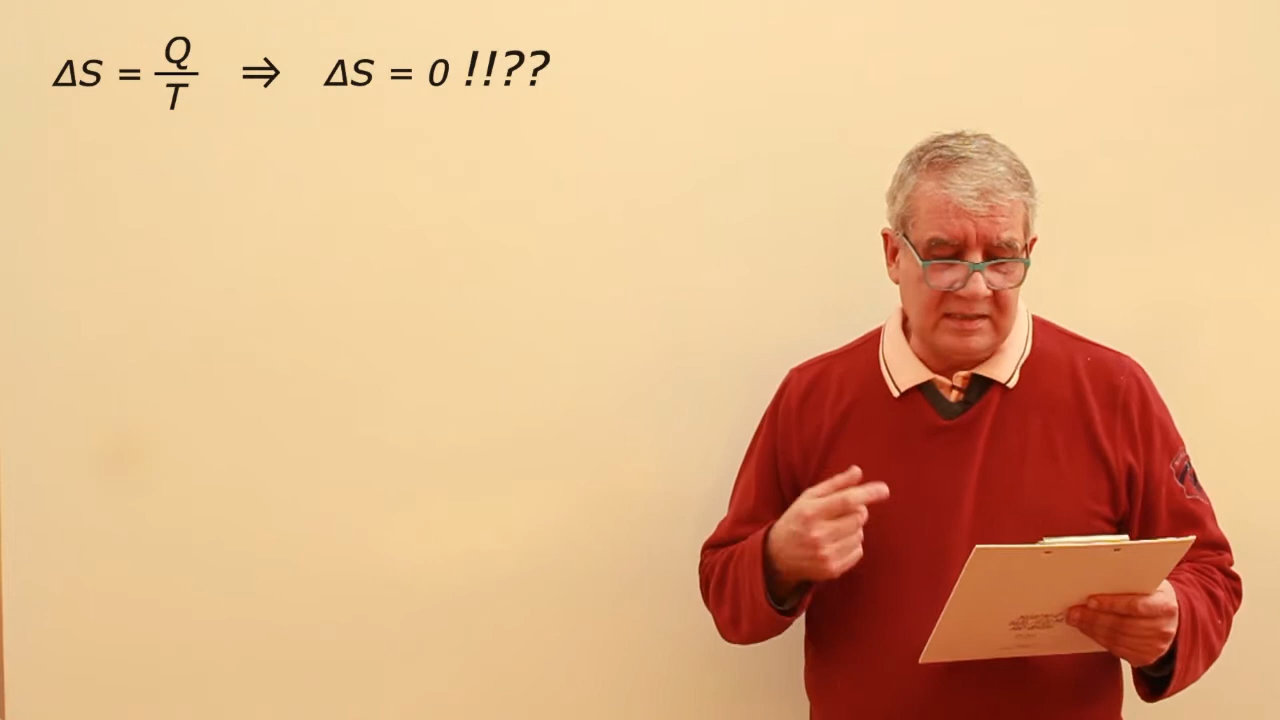 ΔS = Q/T ⇒ ΔS = 0 !!??